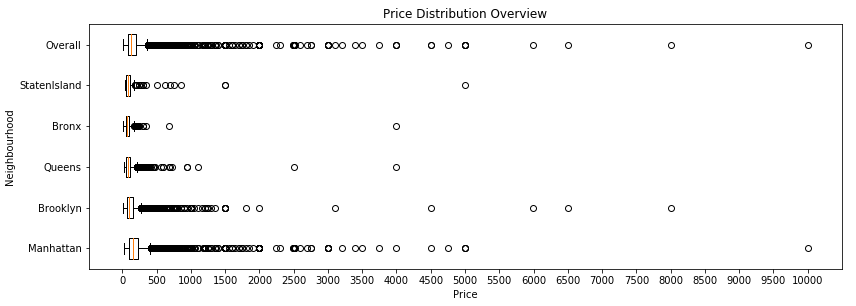 Price Distribution Overview
Neighbourhood
Overall
StatenIsland
Bronx
Queens
Brooklyn
Manhattan
0 500 1000 1500 2000 2500 3000 3500 4000 4500 5000 5500 6000 6500 7000 7500 8000 8500 9000 9500 10000
Price